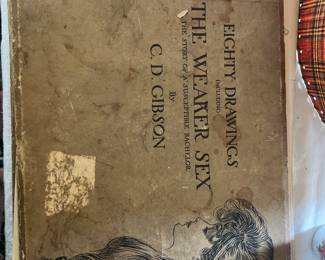 EIGHTY DRAWINGS
INCLUDING
THE WEAKER SEX
THE STORY OF A SUSCEPTIBLE BACHELOR
By
C. D. GIBSON